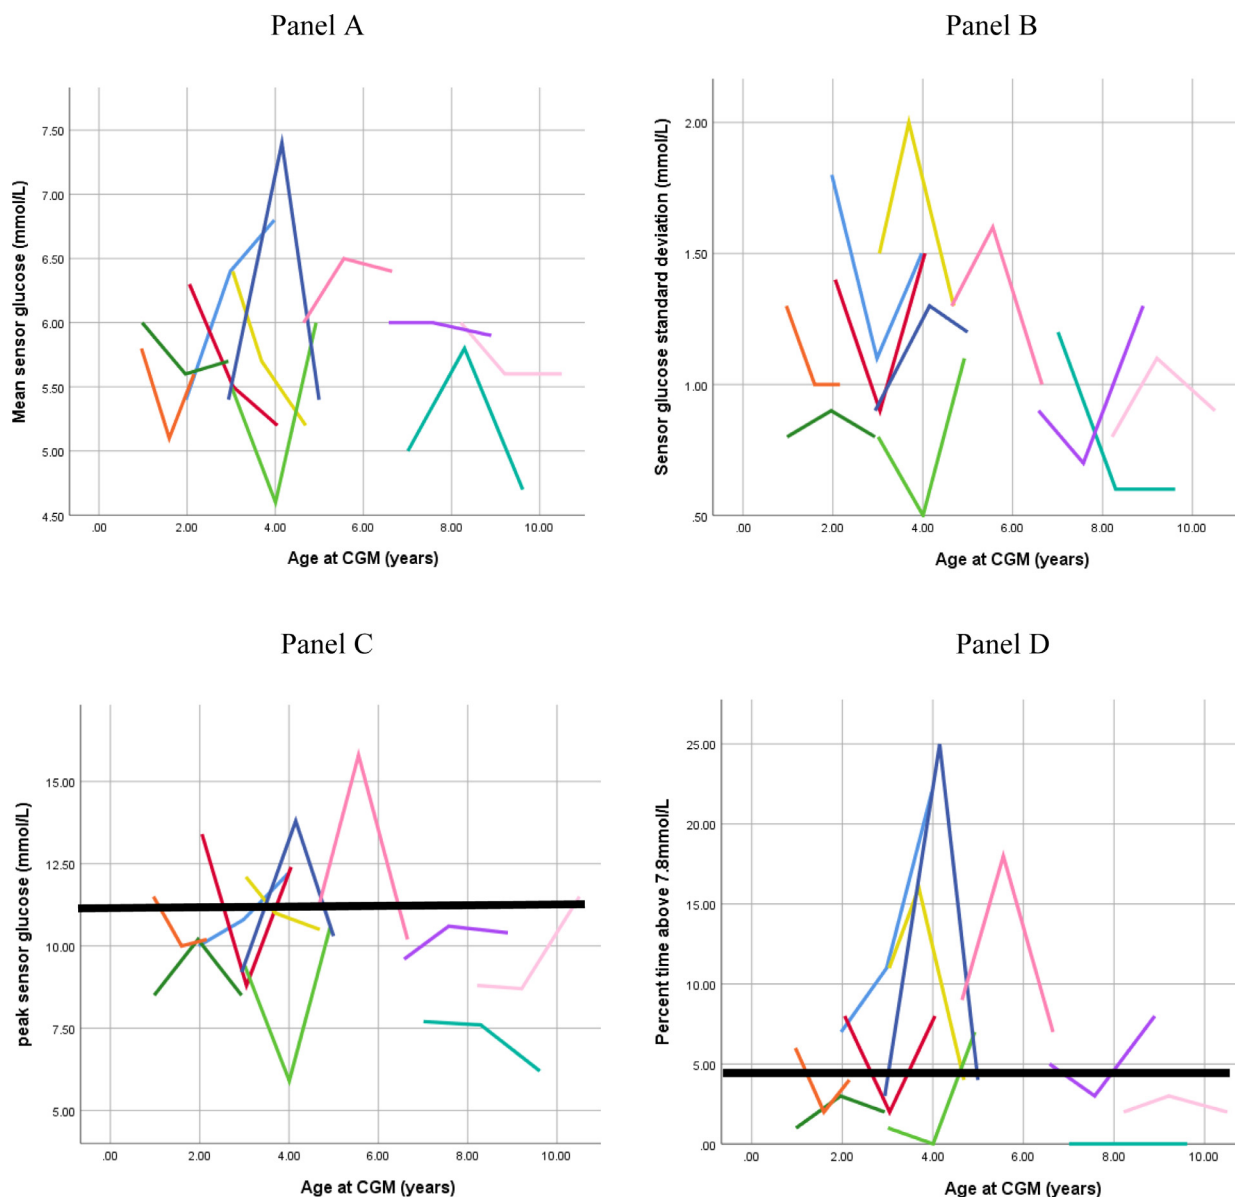 Panel A
Mean sensor glucose (mmol/L)
7.50
7.00
6.50
6.00
5.50
5.00
4.50
.00 2.00 4.00 6.00 8.00 10.00
Age at CGM (years)
Panel B
Sensor glucose standard deviation (mmol/L)
2.00
1.50
1.00
.50
.00 2.00 4.00 6.00 8.00 10.00
Age at CGM (years)
Panel C
peak sensor glucose (mmol/L)
15.00
12.50
10.00
7.50
5.00
.00 2.00 4.00 6.00 8.00 10.00
Age at CGM (years)
Panel D
Percent time above 7.8mmol/L
25.00
20.00
15.00
10.00
5.00
.00
.00 2.00 4.00 6.00 8.00 10.00
Age at CGM (years)